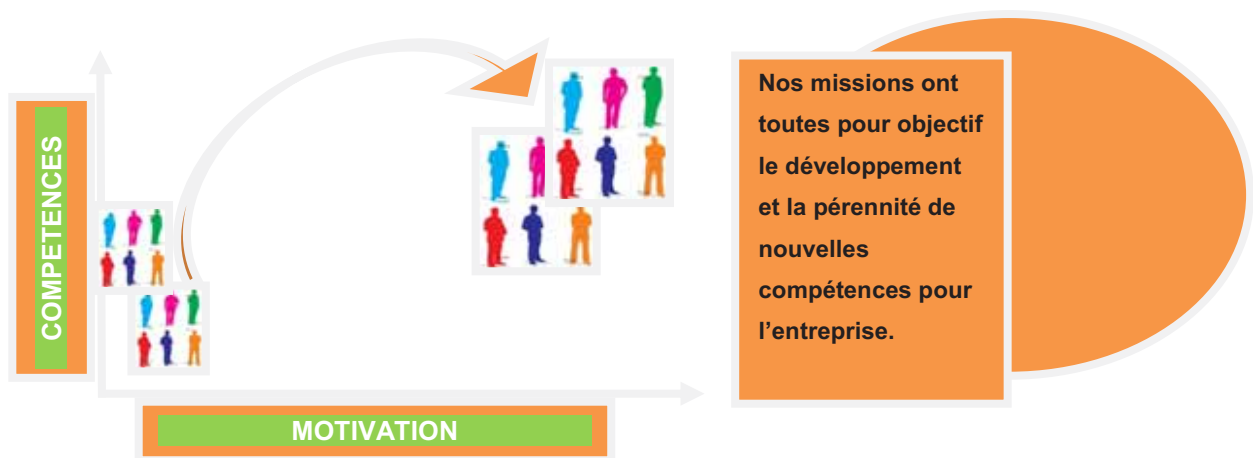 COMPETENCES
MOTIVATION
Nos missions ont
toutes pour objectif
le développement
et la pérennité de
nouvelles
compétences pour
l’entreprise.